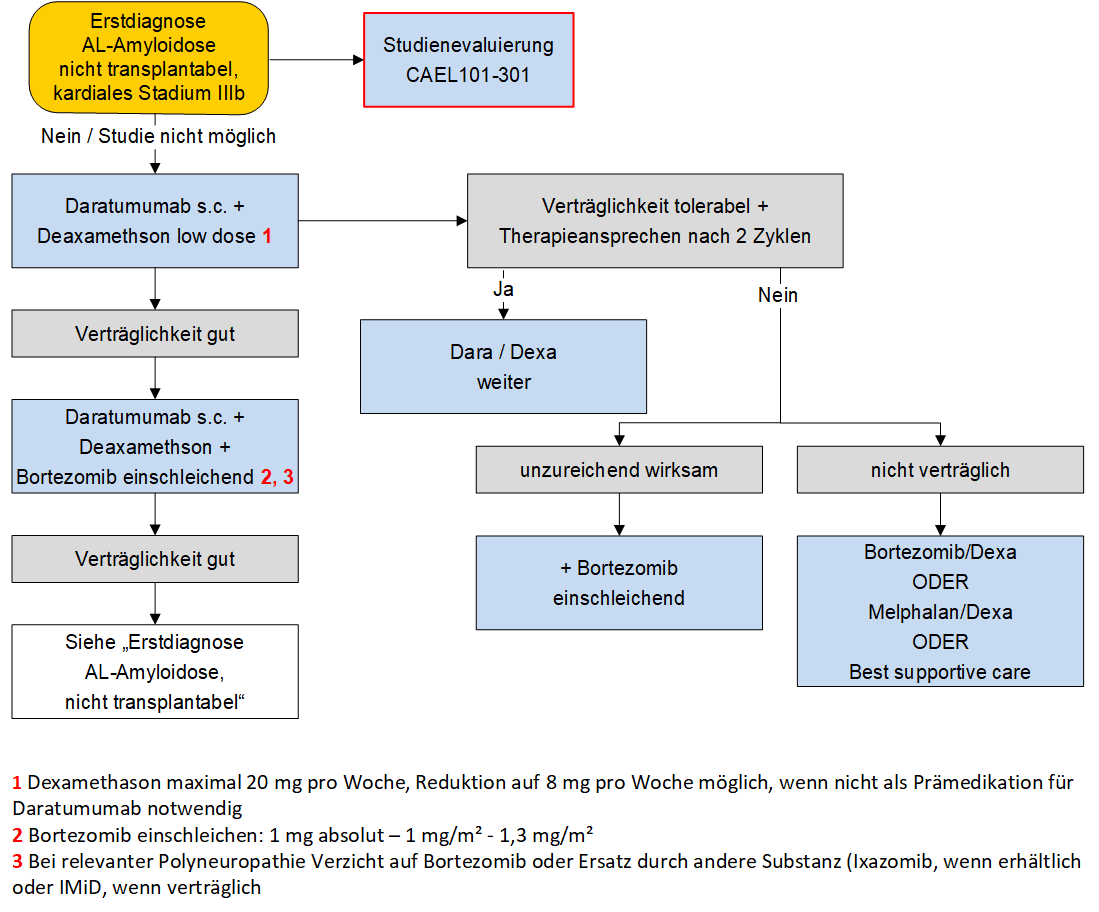 Erstdiagnose
AL-Amyloidose
nicht transplantabel,
kardiales Stadium IIIb
Studienevaluierung
CAEL101-301
Nein / Studie nicht möglich
Daratumumab s.c. +
Deaxamethson low dose 1
Verträglichkeit tolerabel +
Therapieansprechen nach 2 Zyklen
Ja
Nein
Verträglichkeit gut
Dara / Dexa
weiter
Daratumumab s.c. +
Deaxamethson +
Bortezomib einschleichend 2, 3
unzureichend wirksam
nicht verträglich
Verträglichkeit gut
+ Bortezomib
einschleichend
Bortezomib/Dexa
ODER
Melphalan/Dexa
ODER
Best supportive care
Siehe „Erstdiagnose
AL-Amyloidose,
nicht transplantabel“
1 Dexamethason maximal 20 mg pro Woche, Reduktion auf 8 mg pro Woche möglich, wenn nicht als Prämedikation für
Daratumumab notwendig
2 Bortezomib einschleichen: 1 mg absolut – 1 mg/m² - 1,3 mg/m²
3 Bei relevanter Polyneuropathie Verzicht auf Bortezomib oder Ersatz durch andere Substanz (Ixazomib, wenn erhältlich
oder IMiD, wenn verträglich